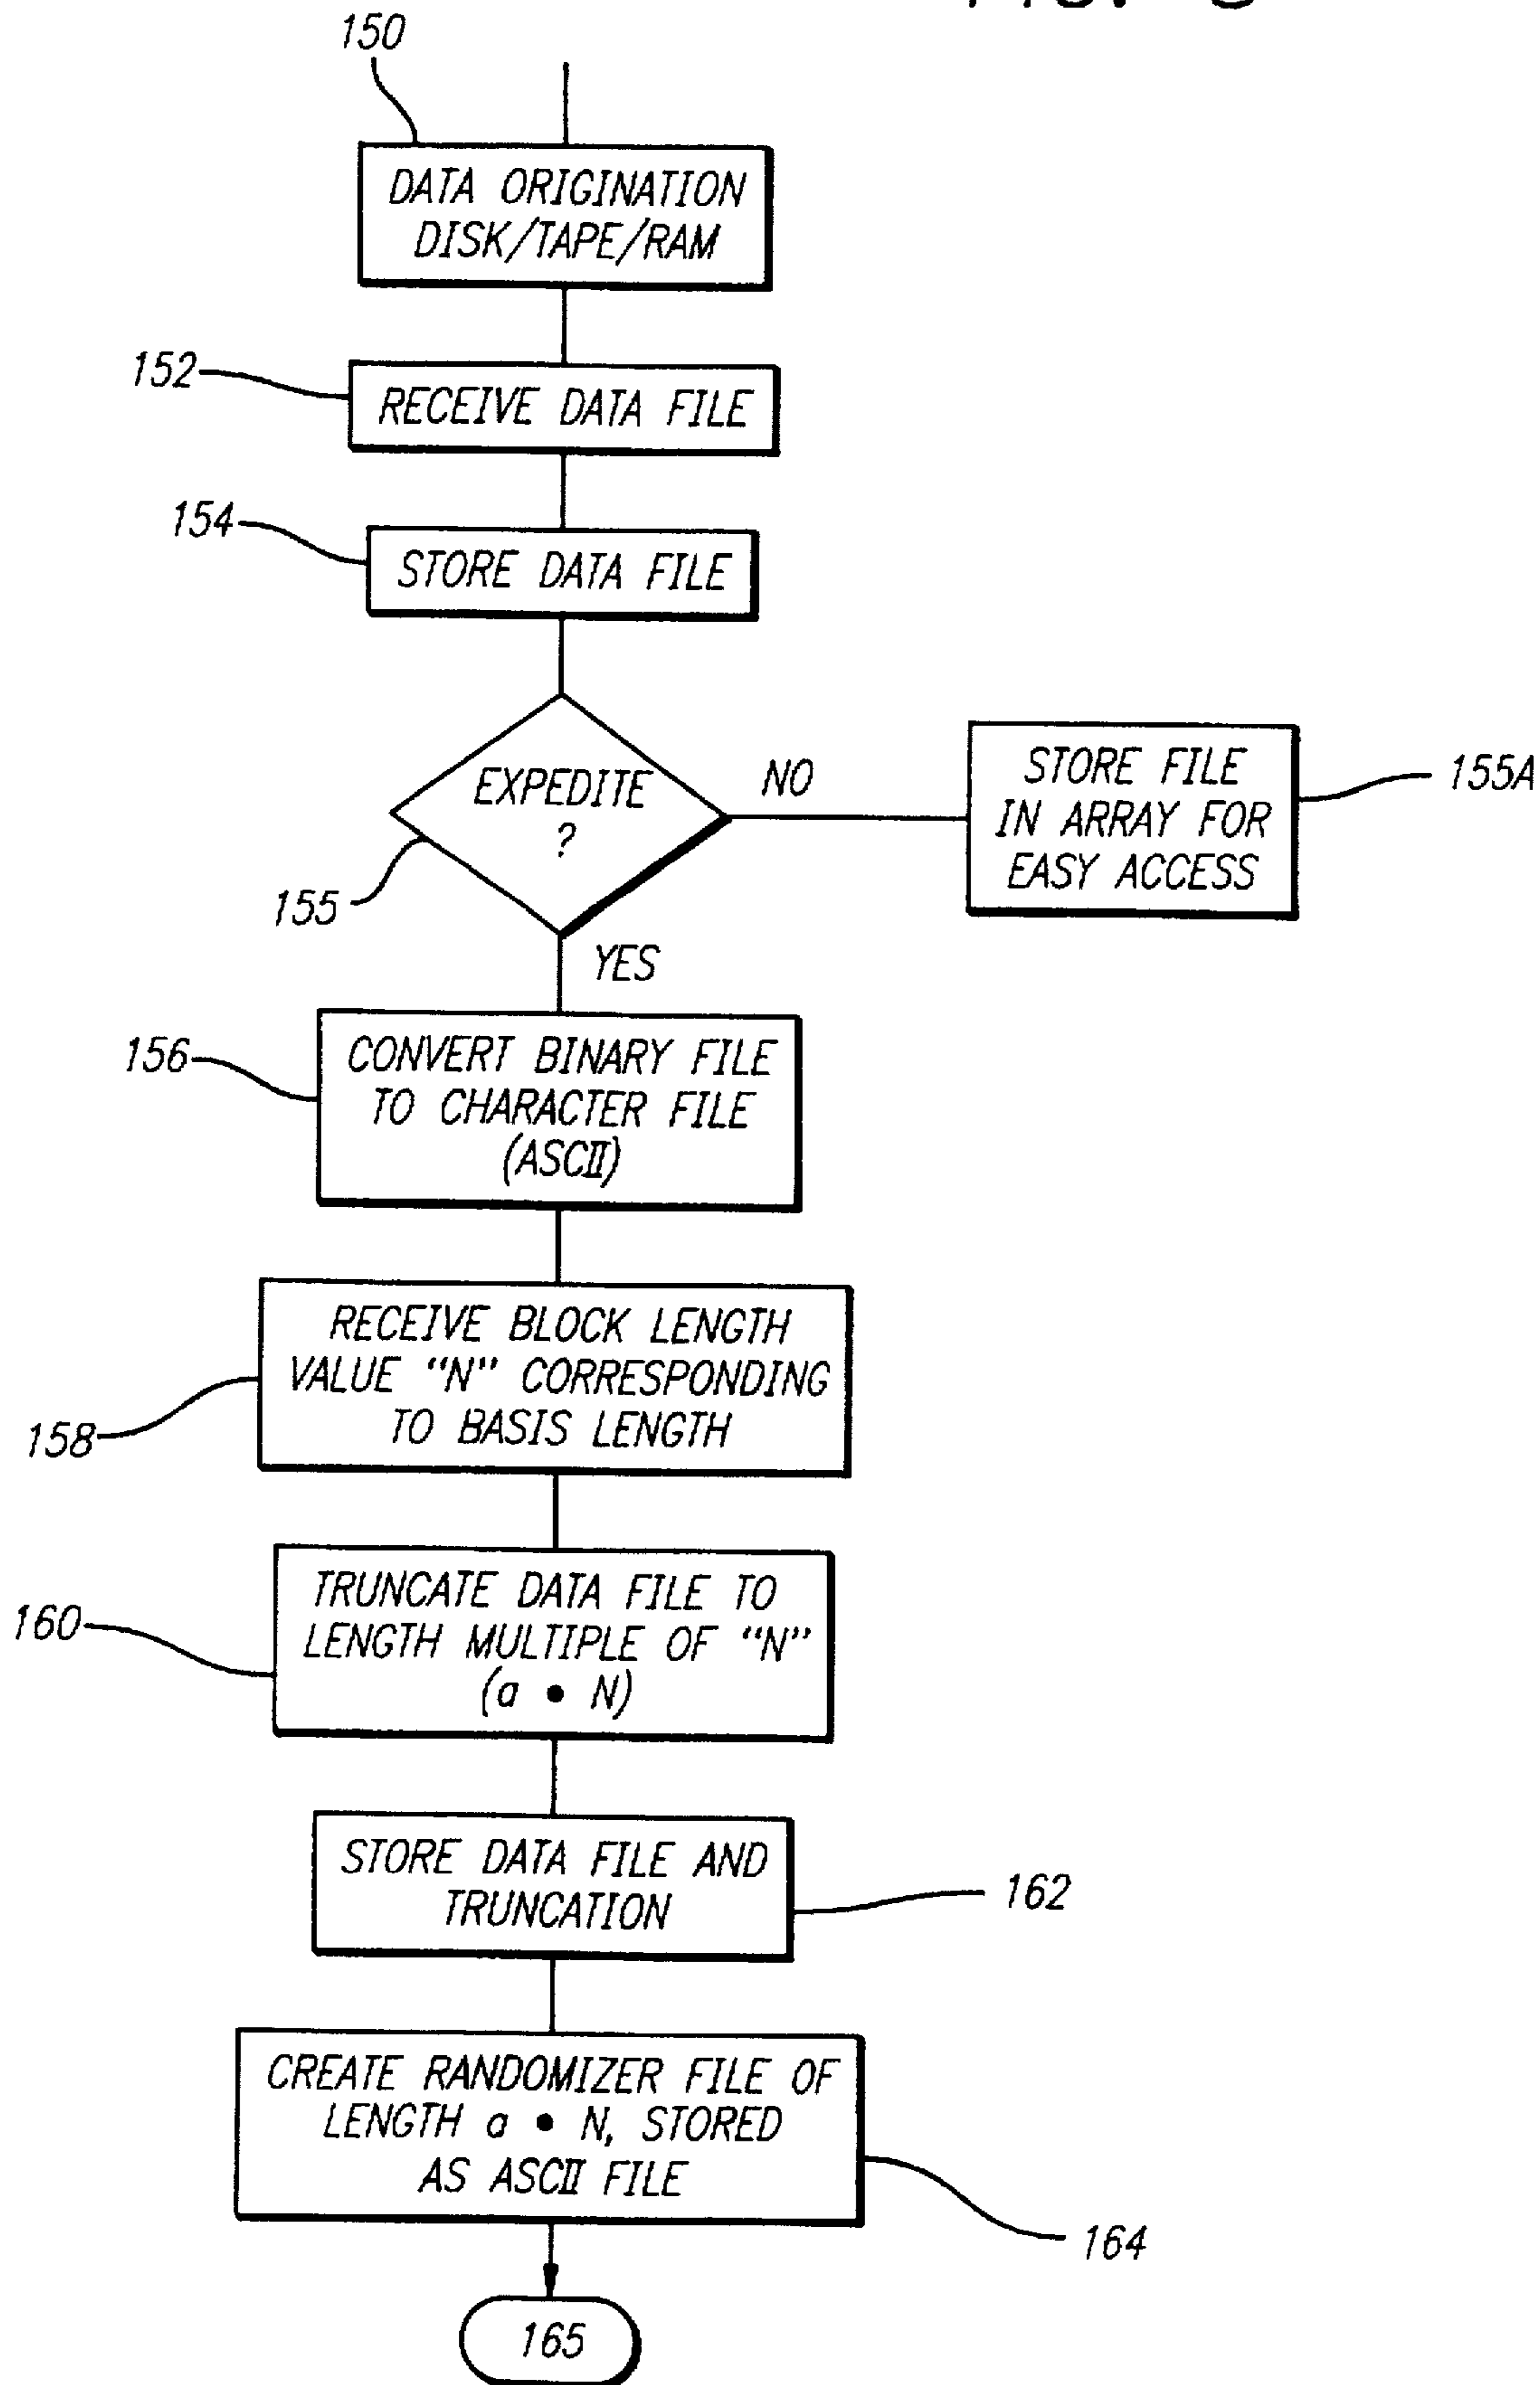 150
DATA ORIGINATION
DISK/TAPE/RAM
152
RECEIVE DATA FILE
154
STORE DATA FILE
EXPEDITE
?
NO
155
YES
STORE FILE
IN ARRAY FOR
EASY ACCESS
155A
156
CONVERT BINARY FILE
TO CHARACTER FILE
(ASCII)
158
RECEIVE BLOCK LENGTH
VALUE "N" CORRESPONDING
TO BASIS LENGTH
160
TRUNCATE DATA FILE TO
LENGTH MULTIPLE OF "N"
(a • N)
STORE DATA FILE AND
TRUNCATION
162
CREATE RANDOMIZER FILE OF
LENGTH a • N, STORED
AS ASCII FILE
164
165